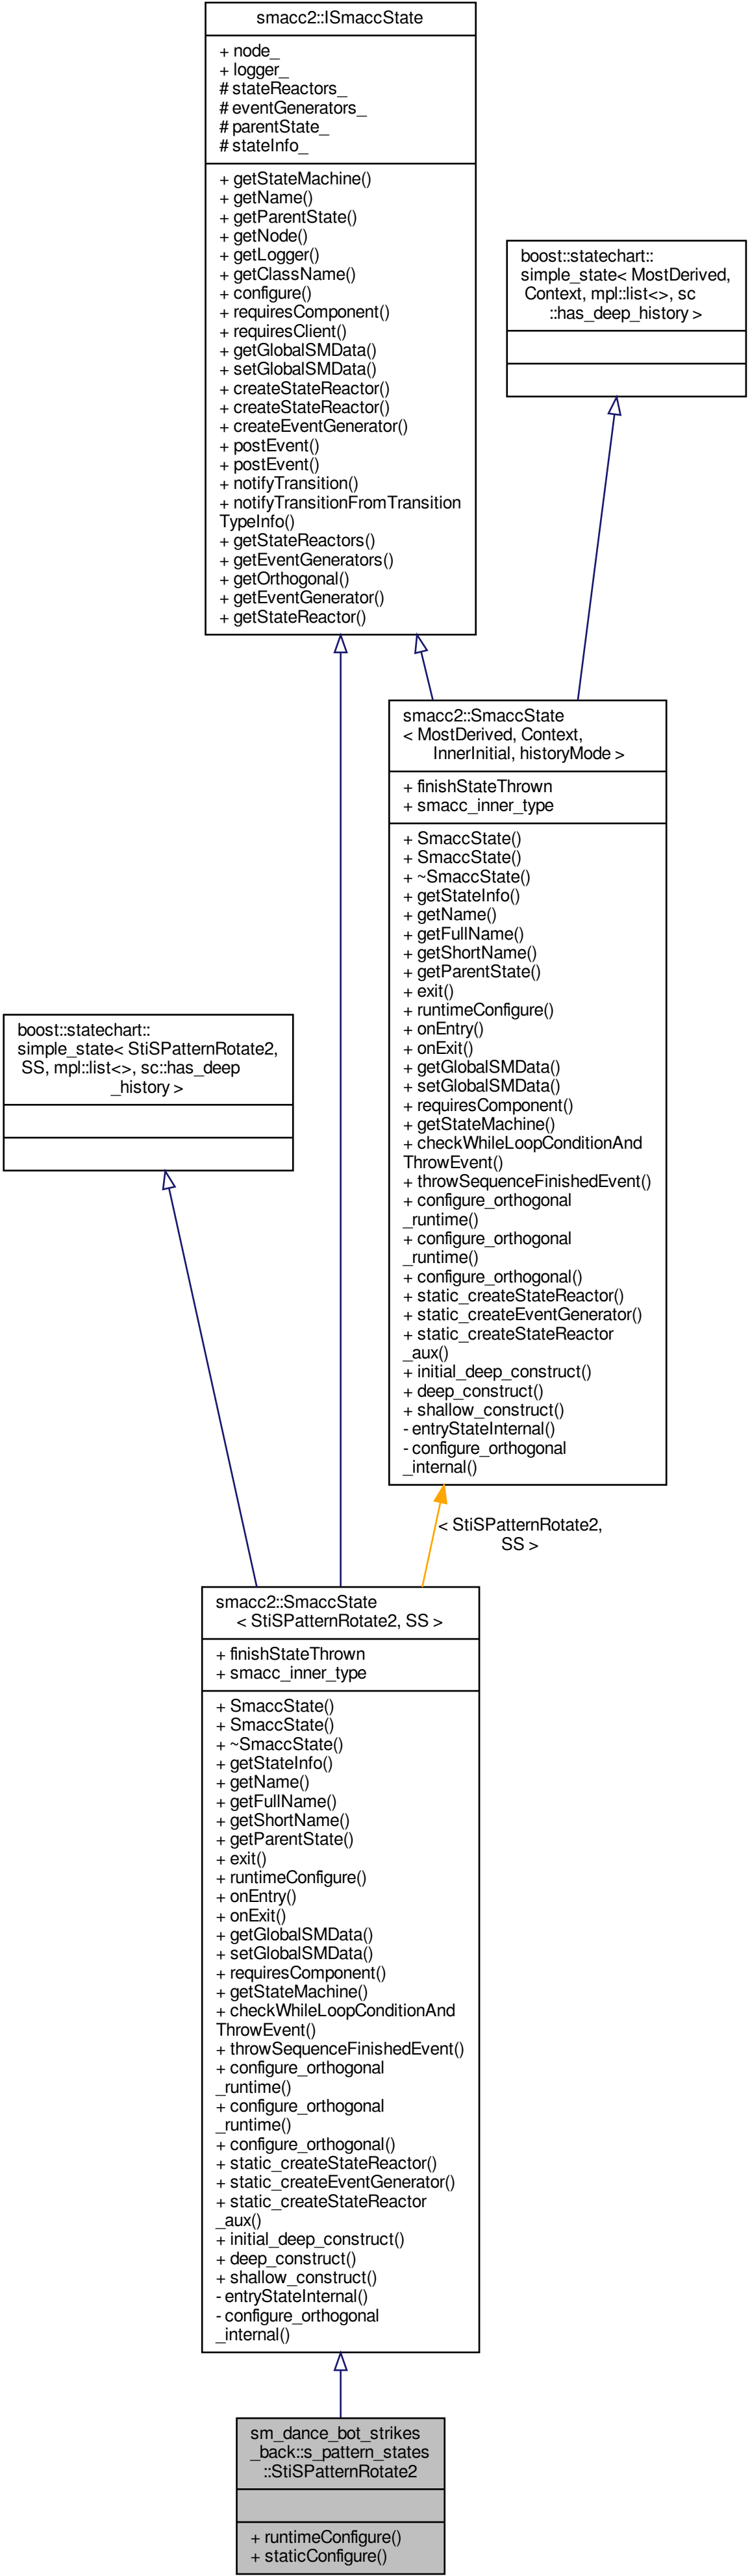 smacc2::ISmaccState
+ node_
+ logger_
# stateReactors_
# eventGenerators_
# parentState_
# stateInfo_
+ getStateMachine()
+ getName()
+ getParentState()
+ getNode()
+ getLogger()
+ getClassName()
+ configure()
+ requiresComponent()
+ requiresClient()
+ getGlobalSMData()
+ setGlobalSMData()
+ createStateReactor()
+ createStateReactor()
+ createEventGenerator()
+ postEvent()
+ postEvent()
+ notifyTransition()
+ notifyTransitionFromTransition
TypeInfo()
+ getStateReactors()
+ getEventGenerators()
+ getOrthogonal()
+ getEventGenerator()
+ getStateReactor()
boost::statechart::
simple_state< MostDerived,
Context, mpl::list<>, sc
::has_deep_history >
smacc2::SmaccState
< MostDerived, Context,
InnerInitial, historyMode >
+ finishStateThrown
+ smacc_inner_type
+ SmaccState()
+ SmaccState()
+ ~SmaccState()
+ getStateInfo()
+ getName()
+ getFullName()
+ getShortName()
+ getParentState()
+ exit()
+ runtimeConfigure()
+ onEntry()
+ onExit()
+ getGlobalSMData()
+ setGlobalSMData()
+ requiresComponent()
+ getStateMachine()
+ checkWhileLoopConditionAnd
ThrowEvent()
+ throwSequenceFinishedEvent()
+ configure_orthogonal
_runtime()
+ configure_orthogonal
_runtime()
+ configure_orthogonal()
+ static_createStateReactor()
+ static_createEventGenerator()
+ static_createStateReactor
_aux()
+ initial_deep_construct()
+ deep_construct()
+ shallow_construct()
- entryStateInternal()
- configure_orthogonal
_internal()
boost::statechart::
simple_state< StiSPatternRotate2,
SS, mpl::list<>, sc::has_deep
_history >
< StiSPatternRotate2,
SS >
smacc2::SmaccState
< StiSPatternRotate2, SS >
+ finishStateThrown
+ smacc_inner_type
+ SmaccState()
+ SmaccState()
+ ~SmaccState()
+ getStateInfo()
+ getName()
+ getFullName()
+ getShortName()
+ getParentState()
+ exit()
+ runtimeConfigure()
+ onEntry()
+ onExit()
+ getGlobalSMData()
+ setGlobalSMData()
+ requiresComponent()
+ getStateMachine()
+ checkWhileLoopConditionAnd
ThrowEvent()
+ throwSequenceFinishedEvent()
+ configure_orthogonal
_runtime()
+ configure_orthogonal
_runtime()
+ configure_orthogonal()
+ static_createStateReactor()
+ static_createEventGenerator()
+ static_createStateReactor
_aux()
+ initial_deep_construct()
+ deep_construct()
+ shallow_construct()
- entryStateInternal()
- configure_orthogonal
_internal()
sm_dance_bot_strikes
_back::s_pattern_states
::StiSPatternRotate2
+ runtimeConfigure()
+ staticConfigure()